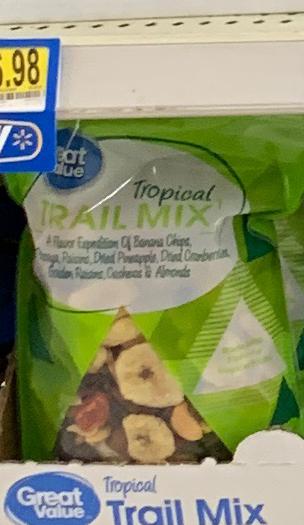 .98
Great
Value
Tropical
TRAIL MIX
A Flavor Expedition Of Banana Chips,
Papaya, Raisins, Dried Pineapple, Dried Cranberries,
Golden Raisins, Cashews & Almonds
Great
Value
Tropical
Trail Mix